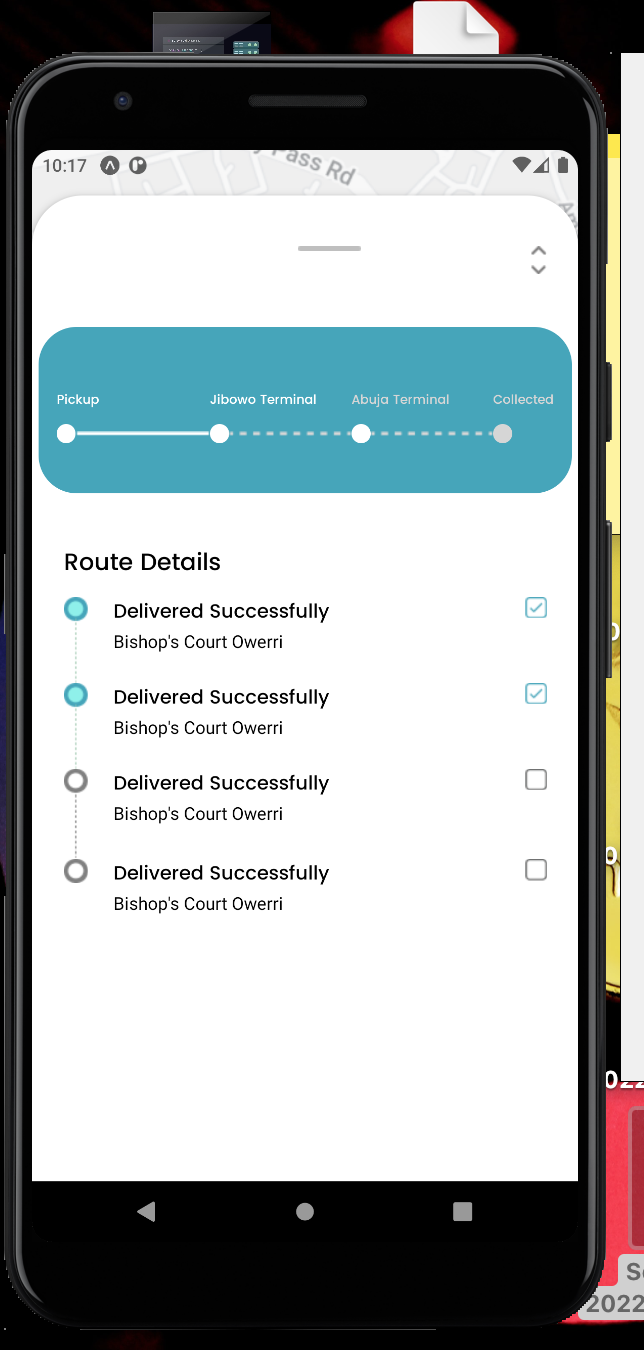 Pass Rd
10:17
Pickup
Jibowo Terminal
Abuja Terminal
Collected
Route Details
Delivered Successfully
Bishop's Court Owerri
Delivered Successfully
Bishop's Court Owerri
Delivered Successfully
Bishop's Court Owerri
Delivered Successfully
Bishop's Court Owerri
2022